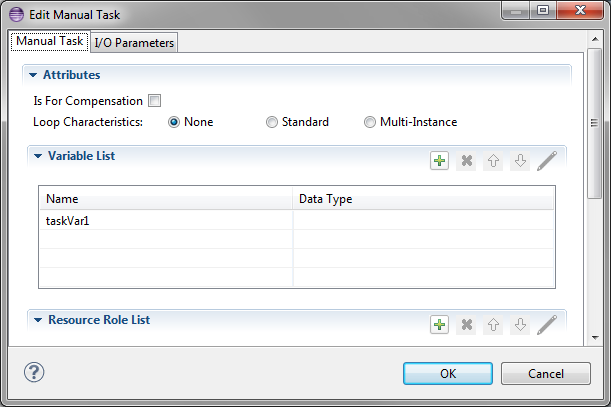 Edit Manual Task
Manual Task I/O Parameters
Attributes
Is For Compensation
Loop Characteristics: None Standard Multi-Instance
Variable List
Name Data Type
taskVar1
Resource Role List
? OK Cancel